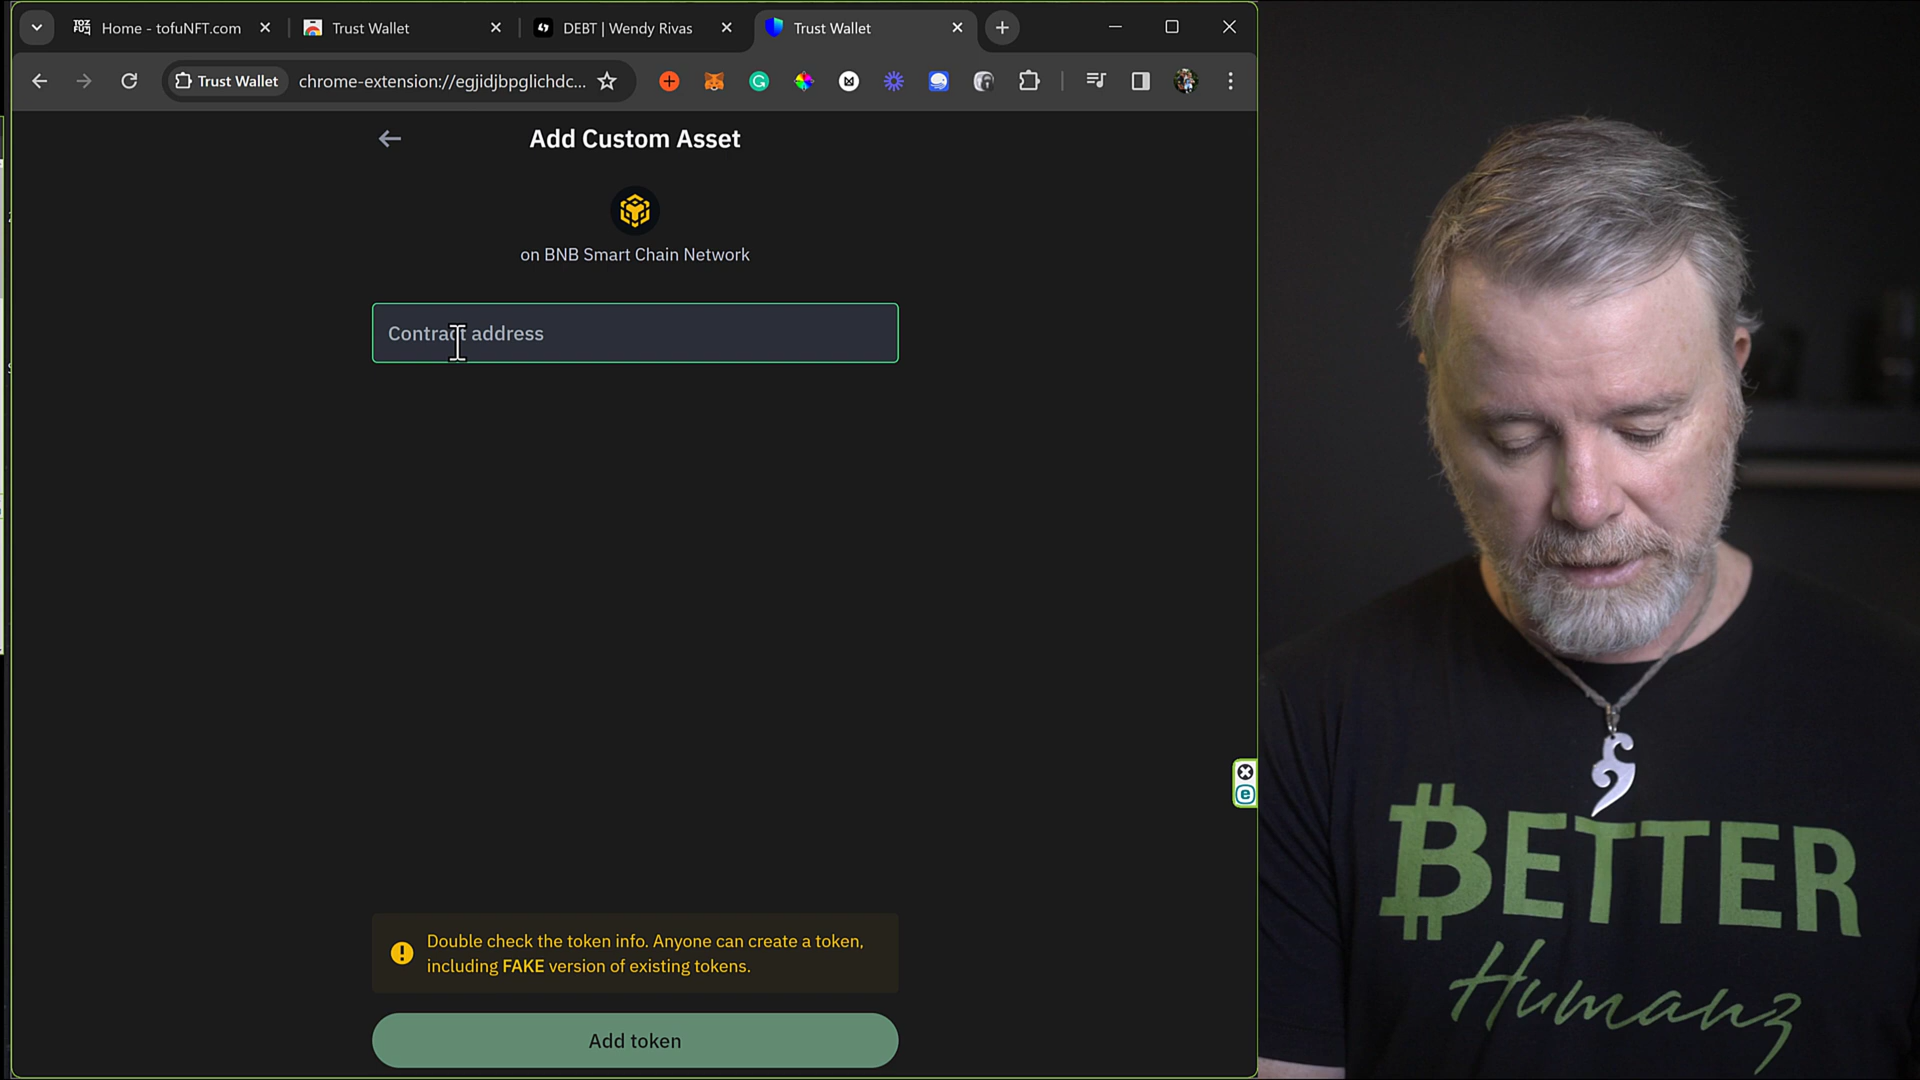 Home - tofuNFT.com
Trust Wallet
DEBT | Wendy Rivas
Trust Wallet
Trust Wallet
chrome-extension://egjidjbpglichdc...
Add Custom Asset
on BNB Smart Chain Network
Contract address
Double check the token info. Anyone can create a token,
including FAKE version of existing tokens.
Add token
₿ETTER
Humanz